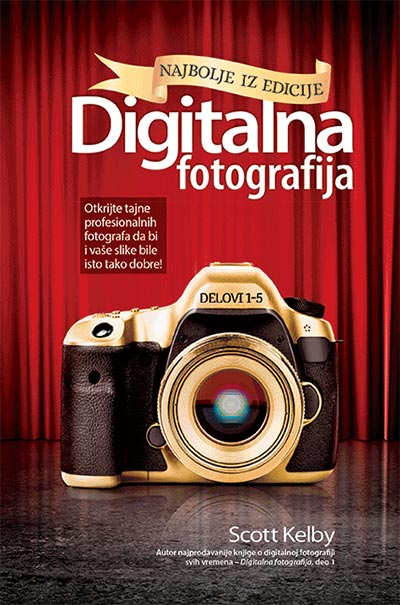 NAJBOLJE IZ EDICIJE
Digitalna
fotografija
Otkrijte tajne
profesionalnih
fotografa da bi
i vaše slike bile
isto tako dobre!
DELOVI 1-5
Scott Kelby
Autor najprodavanije knjige o digitalnoj fotografiji
svih vremena – Digitalna fotografija, deo 1